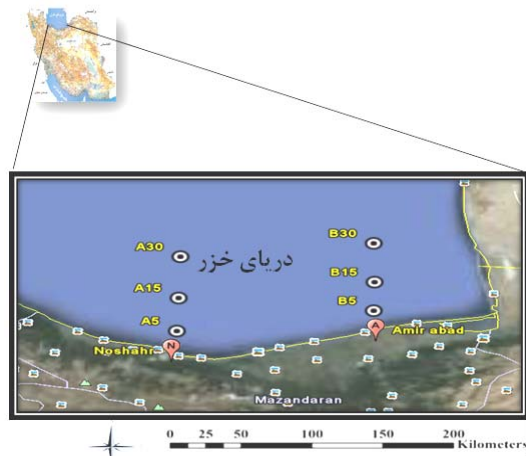 A30
B30
دریای خزر
A15
B15
A5
B5
N
A
Noshahr
Amir abad
Mazandaran
0 25 50 100 150 200
Kilometers